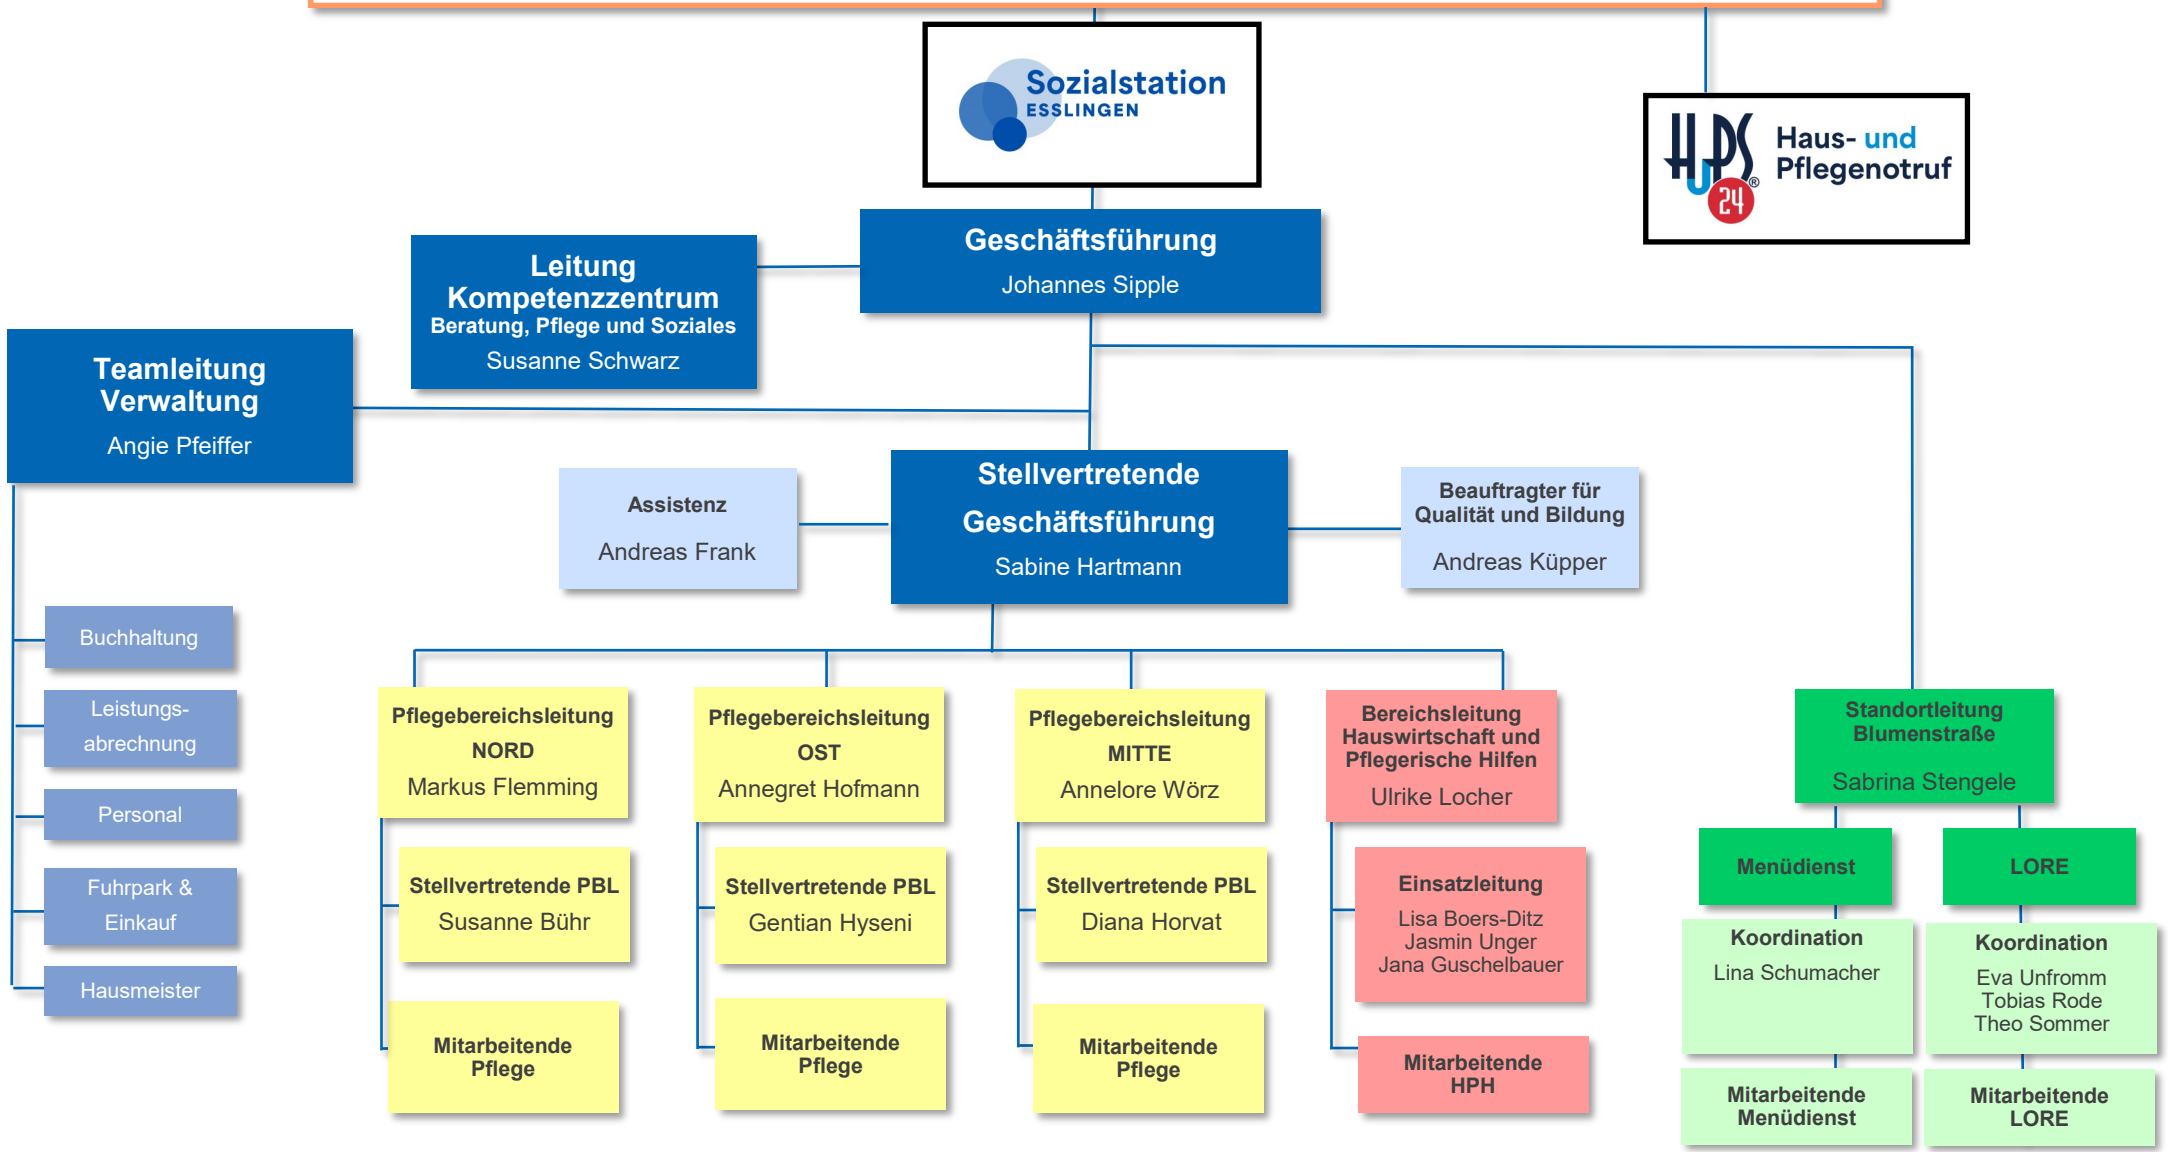 Sozialstation
ESSLINGEN
HuPS
24
®
Haus- und
Pflegenotruf
Geschäftsführung
Johannes Sipple
Leitung
Kompetenzzentrum
Beratung, Pflege und Soziales
Susanne Schwarz
Teamleitung
Verwaltung
Angie Pfeiffer
Assistenz
Andreas Frank
Stellvertretende
Geschäftsführung
Sabine Hartmann
Beauftragter für
Qualität und Bildung
Andreas Küpper
Buchhaltung
Leistungs-
abrechnung
Personal
Fuhrpark &
Einkauf
Hausmeister
Pflegebereichsleitung
NORD
Markus Flemming
Stellvertretende PBL
Susanne Bühr
Mitarbeitende
Pflege
Pflegebereichsleitung
OST
Annegret Hofmann
Stellvertretende PBL
Gentian Hyseni
Mitarbeitende
Pflege
Pflegebereichsleitung
MITTE
Annelore Wörz
Stellvertretende PBL
Diana Horvat
Mitarbeitende
Pflege
Bereichsleitung
Hauswirtschaft und
Pflegerische Hilfen
Ulrike Locher
Einsatzleitung
Lisa Boers-Ditz
Jasmin Unger
Jana Guschelbauer
Mitarbeitende
HPH
Standortleitung
Blumenstraße
Sabrina Stengele
Menüdienst
Koordination
Lina Schumacher
Mitarbeitende
Menüdienst
LORE
Koordination
Eva Unfromm
Tobias Rode
Theo Sommer
Mitarbeitende
LORE